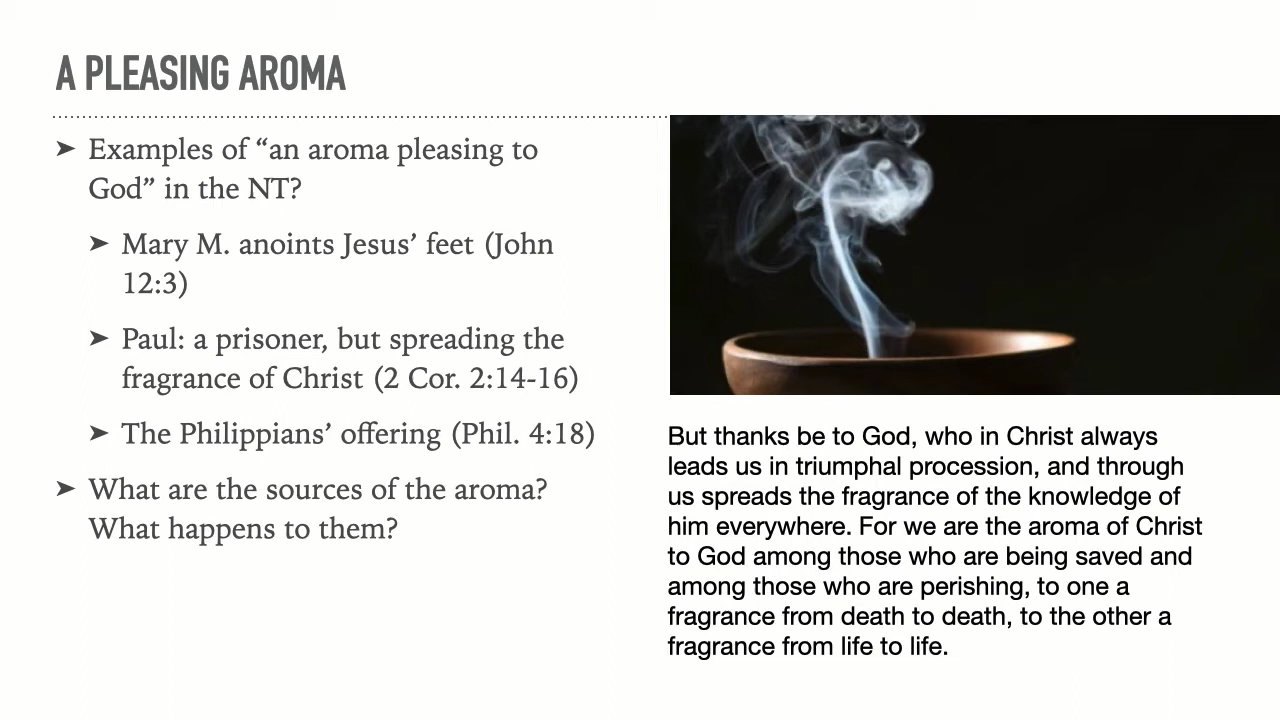 A PLEASING AROMA
➤ Examples of “an aroma pleasing to
God” in the NT?
➤ Mary M. anoints Jesus’ feet (John
12:3)
➤ Paul: a prisoner, but spreading the
fragrance of Christ (2 Cor. 2:14-16)
➤ The Philippians’ offering (Phil. 4:18)
➤ What are the sources of the aroma?
What happens to them?
But thanks be to God, who in Christ always
leads us in triumphal procession, and through
us spreads the fragrance of the knowledge of
him everywhere. For we are the aroma of Christ
to God among those who are being saved and
among those who are perishing, to one a
fragrance from death to death, to the other a
fragrance from life to life.